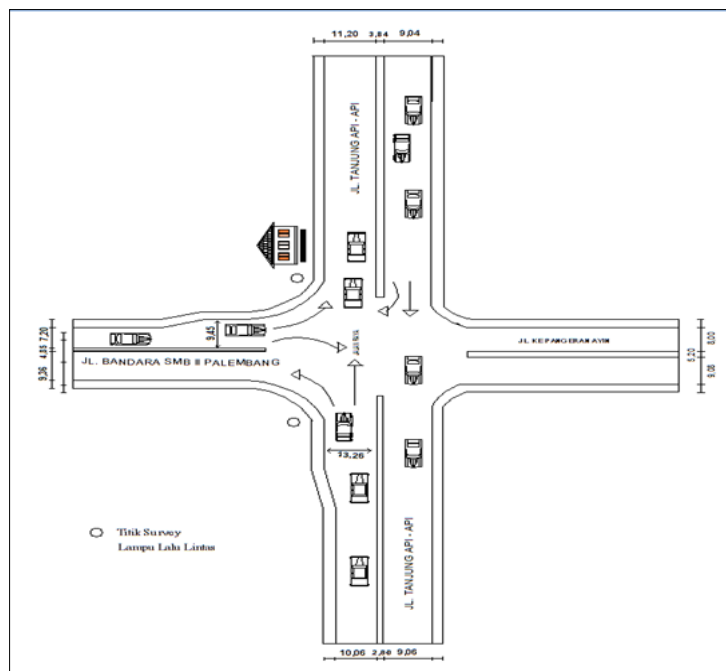 11,20 3,84 9,04
JL. TANJUNG API - API
7,20
4,85
9,36
9,45
JL. BANDARA SMB II PALEMBANG
JL KEPANGERAN AYIN
8,00
5,20
9,08
13,26
JL. TANJUNG API - API
Titik Survey
Lampu Lalu Lintas
10,06 2,80 9,06